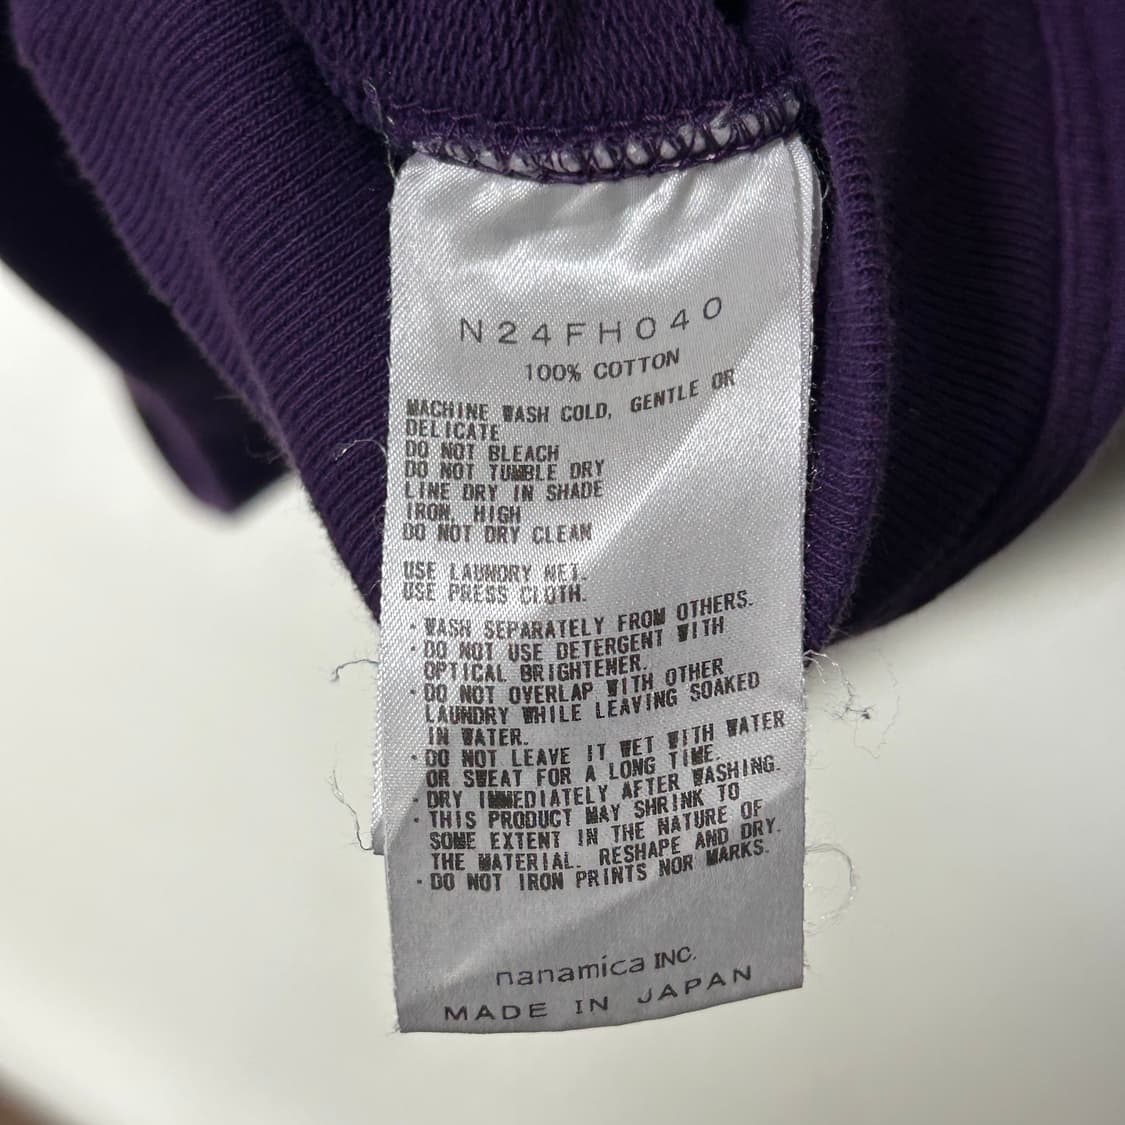 N24FH040
100% COTTON
MACHINE WASH COLD, GENTLE OR
DELICATE
DO NOT BLEACH
DO NOT TUMBLE DRY
LINE DRY IN SHADE
IRON, HIGH
DO NOT DRY CLEAN
USE LAUNDRY NET.
USE PRESS CLOTH.
・WASH SEPARATELY FROM OTHERS.
・DO NOT USE DETERGENT WITH
OPTICAL BRIGHTENER.
・DO NOT OVERLAP WITH OTHER
LAUNDRY WHILE LEAVING SOAKED
IN WATER.
・DO NOT LEAVE IT WET WITH WATER
OR SWEAT FOR A LONG TIME.
・DRY IMMEDIATELY AFTER WASHING.
・THIS PRODUCT MAY SHRINK TO
SOME EXTENT IN THE NATURE OF
THE MATERIAL. RESHAPE AND DRY.
・DO NOT IRON PRINTS NOR MARKS.
nanamica INC.
MADE IN JAPAN